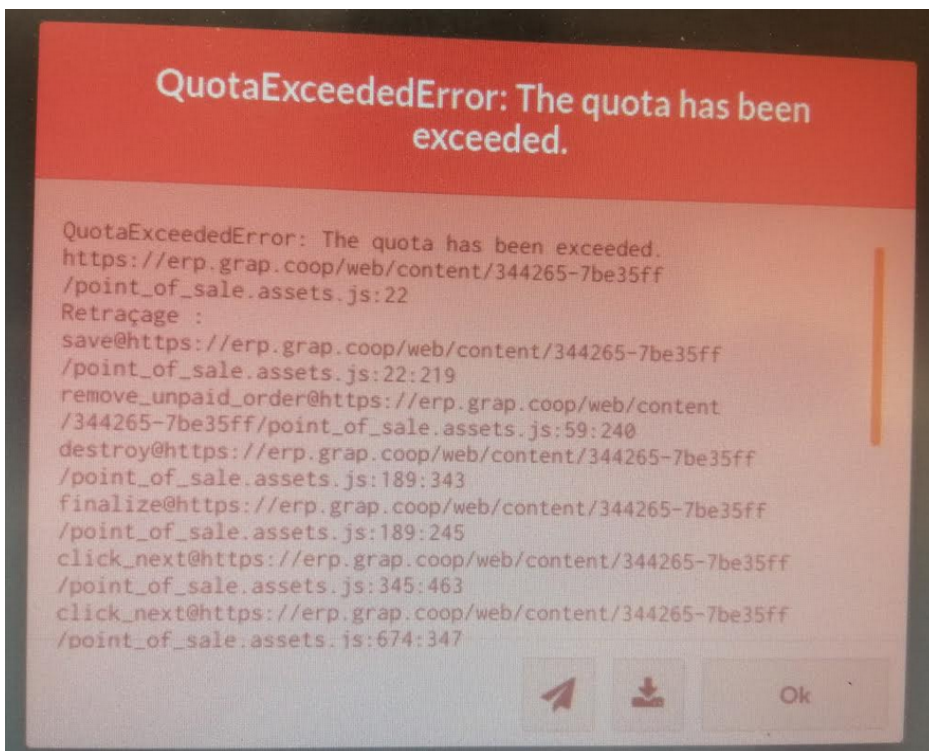 QuotaExceededError: The quota has been
exceeded.
QuotaExceededError: The quota has been exceeded.
https://erp.grap.coop/web/content/344265-7be35ff
/point_of_sale.assets.js:22
Retraçage :
save@https://erp.grap.coop/web/content/344265-7be35ff
/point_of_sale.assets.js:22:219
remove_unpaid_order@https://erp.grap.coop/web/content
/344265-7be35ff/point_of_sale.assets.js:59:240
destroy@https://erp.grap.coop/web/content/344265-7be35ff
/point_of_sale.assets.js:189:343
finalize@https://erp.grap.coop/web/content/344265-7be35ff
/point_of_sale.assets.js:189:245
click_next@https://erp.grap.coop/web/content/344265-7be35ff
/point_of_sale.assets.js:345:463
click_next@https://erp.grap.coop/web/content/344265-7be35ff
/point_of_sale.assets.js:674:347
Ok